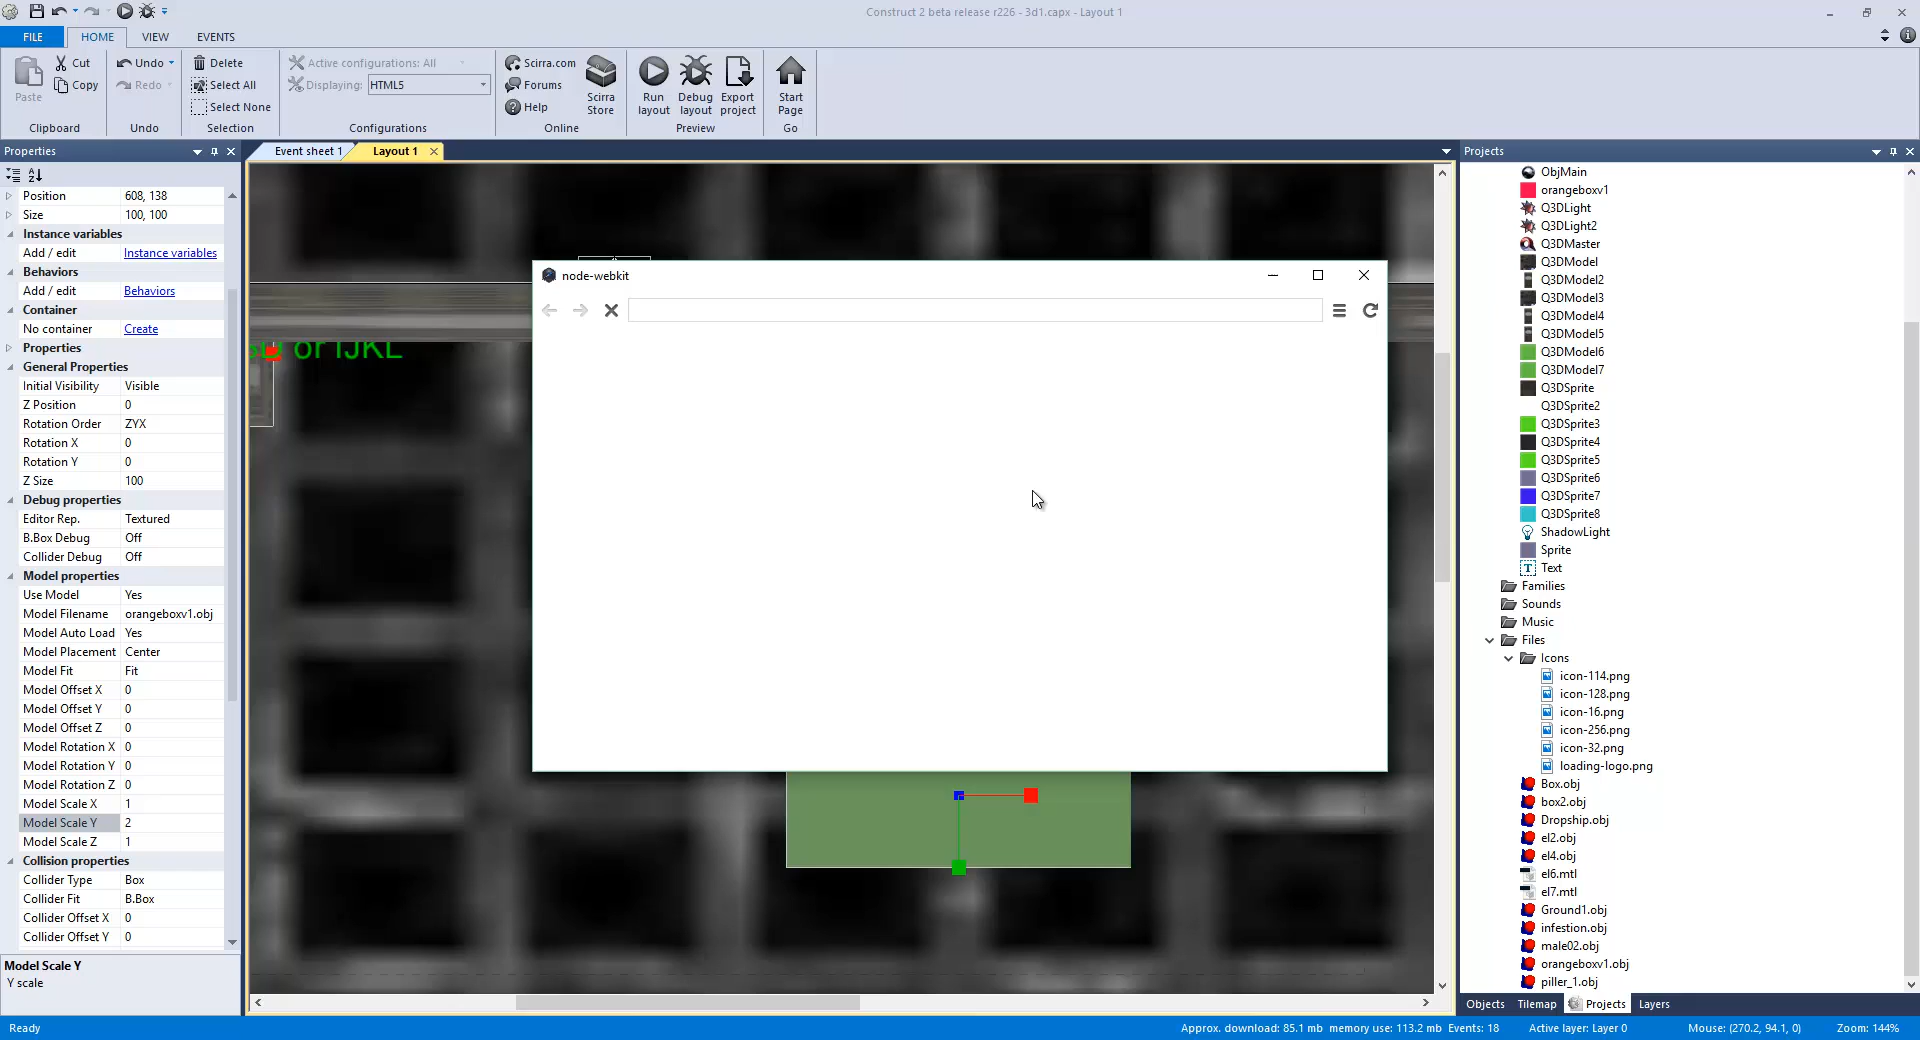 Construct 2 beta release r226 - 3d1.capx - Layout 1
FILE
HOME
VIEW
EVENTS
Paste
Cut
Copy
Clipboard
Undo
Redo
Undo
Delete
Select All
Select None
Selection
Active configurations: All
Displaying:
HTML5
Configurations
Scirra.com
Forums
Help
Scirra
Store
Online
Run
layout
Debug
layout
Export
project
Preview
Start
Page
Go
Properties
Position 608, 138
Size 100, 100
Instance variables
Add / edit Instance variables
Behaviors
Add / edit Behaviors
Container
No container Create
Properties
General Properties
Initial Visibility Visible
Z Position 0
Rotation Order ZYX
Rotation X 0
Rotation Y 0
Z Size 100
Debug properties
Editor Rep. Textured
B.Box Debug Off
Collider Debug Off
Model properties
Use Model Yes
Model Filename orangeboxv1.obj
Model Auto Load Yes
Model Placement Center
Model Fit Fit
Model Offset X 0
Model Offset Y 0
Model Offset Z 0
Model Rotation X 0
Model Rotation Y 0
Model Rotation Z 0
Model Scale X 1
Model Scale Y 2
Model Scale Z 1
Collision properties
Collider Type Box
Collider Fit B.Box
Collider Offset X 0
Collider Offset Y 0
Model Scale Y
Y scale
Event sheet 1
Layout 1
or IJKL
node-webkit
Projects
ObjMain
orangeboxv1
Q3DLight
Q3DLight2
Q3DMaster
Q3DModel
Q3DModel2
Q3DModel3
Q3DModel4
Q3DModel5
Q3DModel6
Q3DModel7
Q3DSprite
Q3DSprite2
Q3DSprite3
Q3DSprite4
Q3DSprite5
Q3DSprite6
Q3DSprite7
Q3DSprite8
ShadowLight
Sprite
T Text
Families
Sounds
Music
Files
Icons
icon-114.png
icon-128.png
icon-16.png
icon-256.png
icon-32.png
loading-logo.png
Box.obj
box2.obj
Dropship.obj
el2.obj
el4.obj
el6.mtl
el7.mtl
Ground1.obj
infestion.obj
male02.obj
orangeboxv1.obj
piller_1.obj
Objects
Tilemap
Projects
Layers
Ready
Approx. download: 85.1 mb memory use: 113.2 mb Events: 18
Active layer: Layer 0
Mouse: (270.2, 94.1, 0)
Zoom: 144%